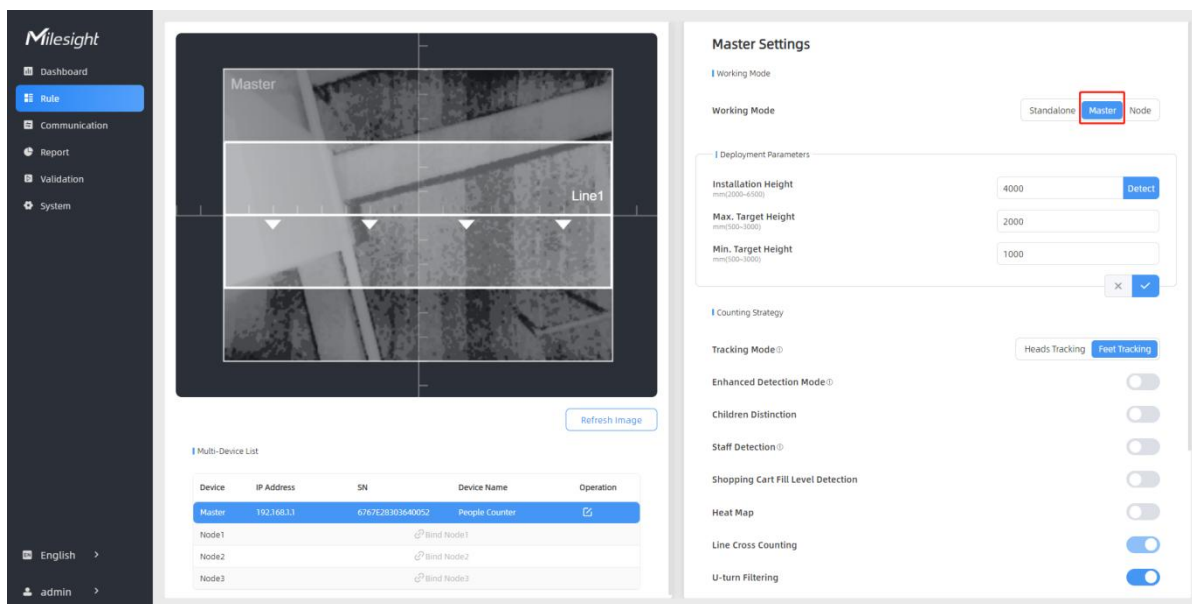 Milesight
Dashboard
Rule
Communication
Report
Validation
System
English >
admin >
Master
Line1
Refresh Image
Multi-Device List
Device IP Address SN Device Name Operation
Master 192.168.1.1 6767E28303640052 People Counter
Node1 Bind Node1
Node2 Bind Node2
Node3 Bind Node3
Master Settings
Working Mode
Working Mode Standalone Master Node
Deployment Parameters
Installation Height 4000 Detect
mm(2000~6500)
Max. Target Height 2000
mm(500~3000)
Min. Target Height 1000
mm(500~3000)
Counting Strategy
Tracking Mode Heads Tracking Feet Tracking
Enhanced Detection Mode
Children Distinction
Staff Detection
Shopping Cart Fill Level Detection
Heat Map
Line Cross Counting
U-turn Filtering